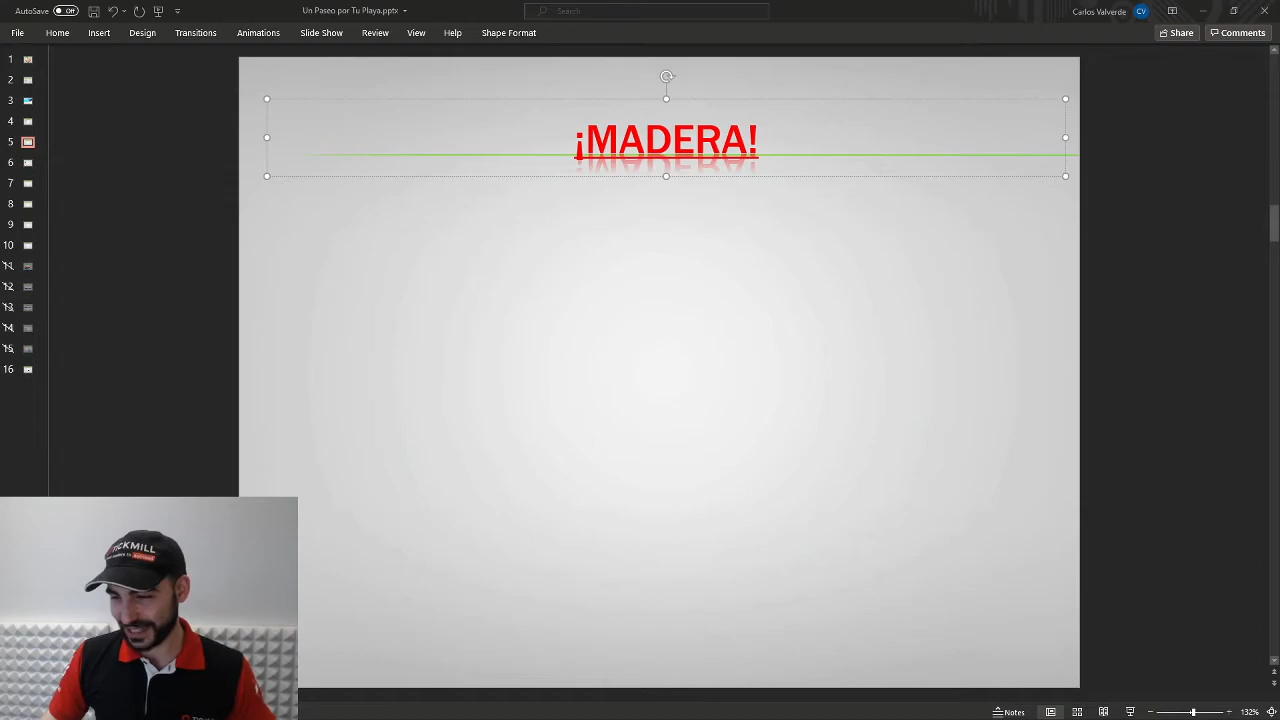 AutoSave Off
Un Paseo por Tu Playa.pptx
Search
Carlos Valverde CV
File Home Insert Design Transitions Animations Slide Show Review View Help Shape Format
Share Comments
1
2
3
4
5
6
7
8
9
10
11
12
13
14
15
16
¡MADERA!
TICKMILL
Notes
132%